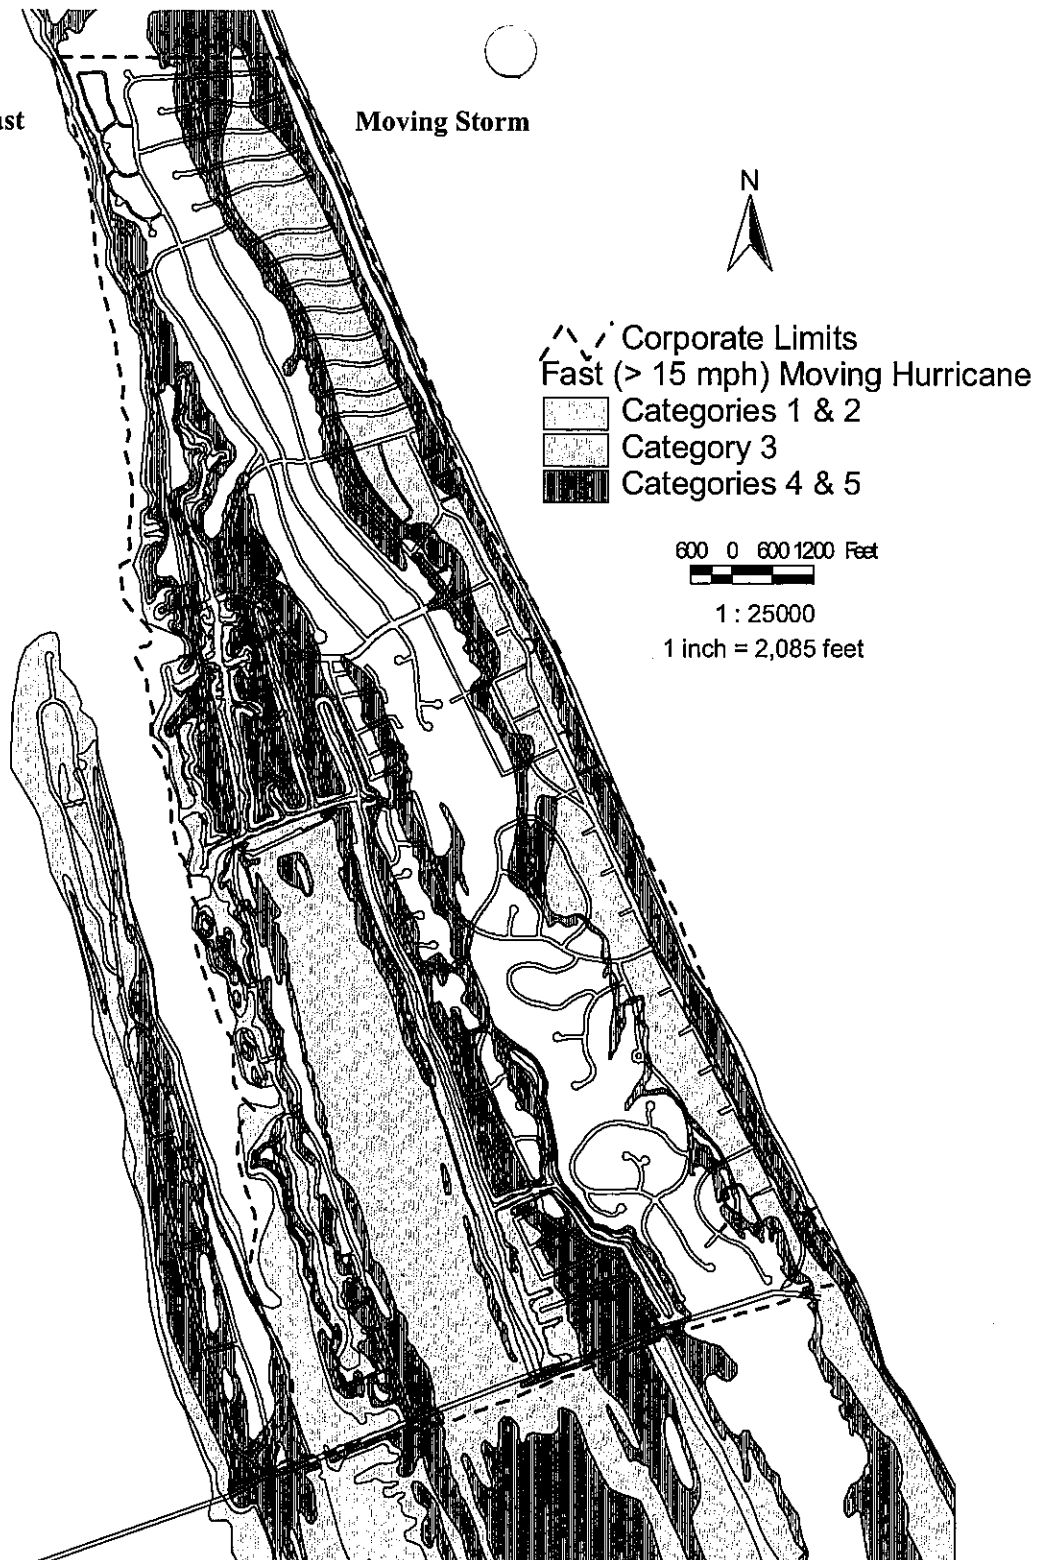 ast Moving Storm
N
Corporate Limits
Fast (> 15 mph) Moving Hurricane
Categories 1 & 2
Category 3
Categories 4 & 5
600 0 600 1200 Feet
1 : 25000
1 inch = 2,085 feet